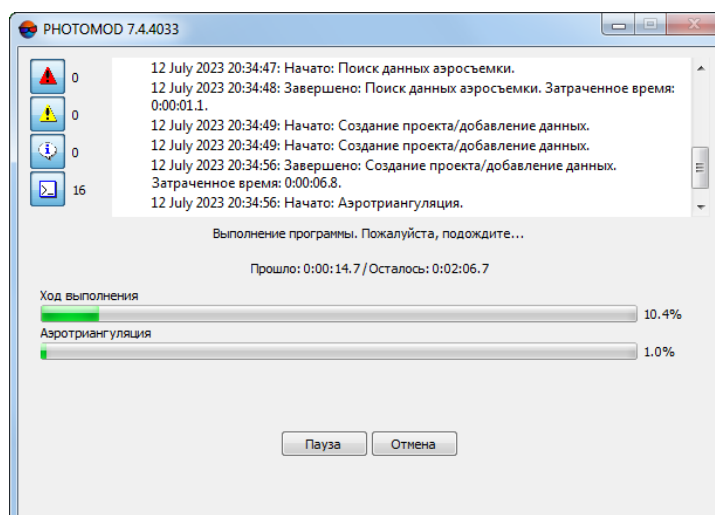 PHOTOMOD 7.4.4033
0
12 July 2023 20:34:47: Начато: Поиск данных аэросъемки.
12 July 2023 20:34:48: Завершено: Поиск данных аэросъемки. Затраченное время:
0:00:01.1.
0
12 July 2023 20:34:49: Начато: Создание проекта/добавление данных.
12 July 2023 20:34:49: Начато: Создание проекта/добавление данных.
0
12 July 2023 20:34:56: Завершено: Создание проекта/добавление данных.
Затраченное время: 0:00:06.8.
16
12 July 2023 20:34:56: Начато: Аэротриангуляция.
Выполнение программы. Пожалуйста, подождите...
Прошло: 0:00:14.7/Осталось: 0:02:06.7
Ход выполнения
10.4%
Аэротриангуляция
1.0%
Пауза Отмена